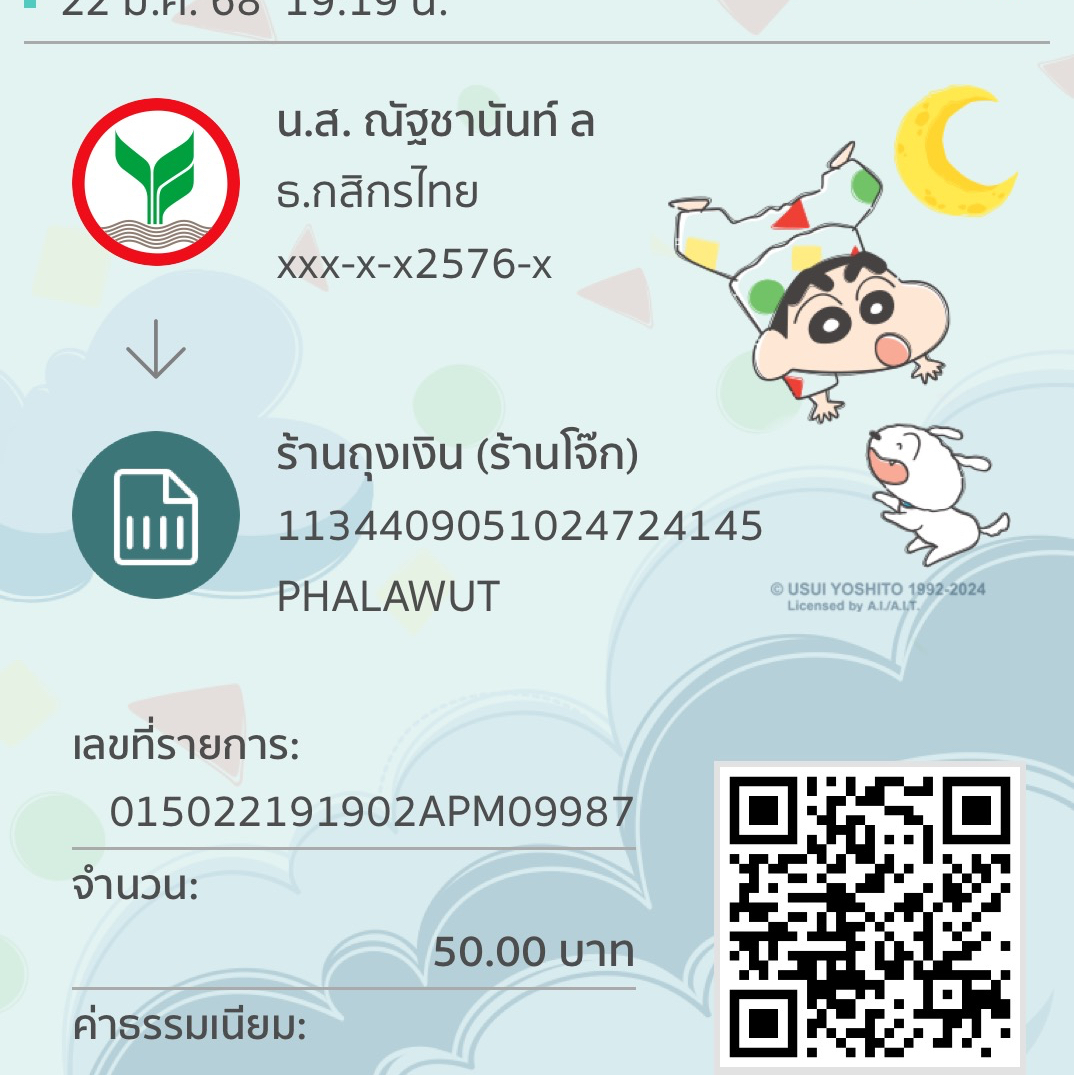 22 ม.ค. 68 19:19 น.
น.ส. ณัฐชานันท์ ล
ธ.กสิกรไทย
xxx-x-x2576-x
ร้านถุงเงิน (ร้านโจ๊ก)
113440905102472​4145
PHALAWUT
© USUI YOSHITO 1992-2024
Licensed by A.I./A.I.T.
เลขที่รายการ:
015022191902APM09987
จำนวน:
50.00 บาท
ค่าธรรมเนียม: